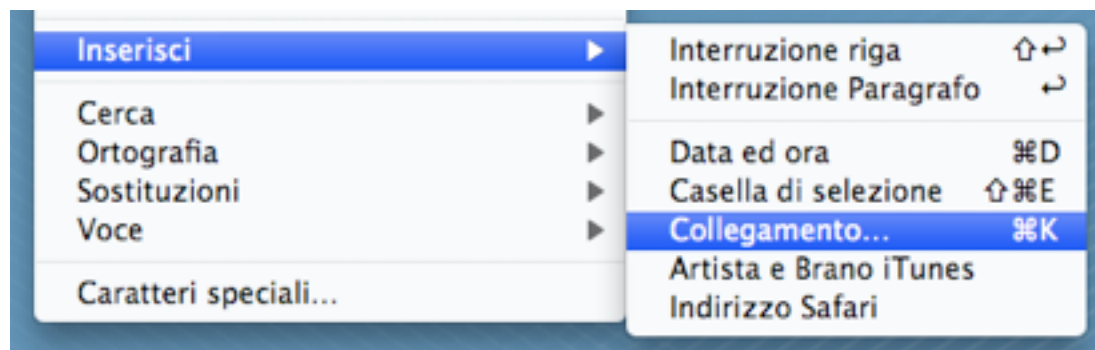 Inserisci
Cerca
Ortografia
Sostituzioni
Voce
Caratteri speciali...
Interruzione riga ⇧↩
Interruzione Paragrafo ↩
Data ed ora ⌘D
Casella di selezione ⇧⌘E
Collegamento... ⌘K
Artista e Brano iTunes
Indirizzo Safari